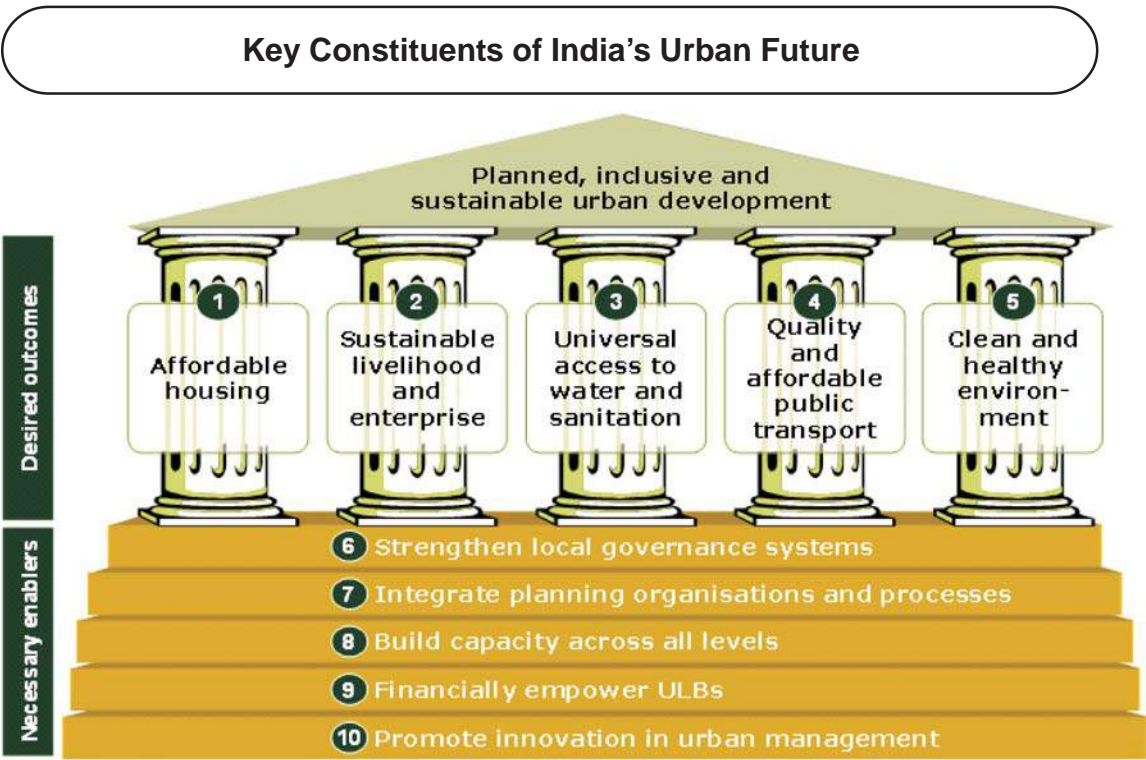 Key Constituents of India’s Urban Future
Planned, inclusive and
sustainable urban development
Desired outcomes
1
Affordable
housing
2
Sustainable
livelihood
and
enterprise
3
Universal
access to
water and
sanitation
4
Quality
and
affordable
public
transport
5
Clean and
healthy
environ-
ment
Necessary enablers
6 Strengthen local governance systems
7 Integrate planning organisations and processes
8 Build capacity across all levels
9 Financially empower ULBs
10 Promote innovation in urban management